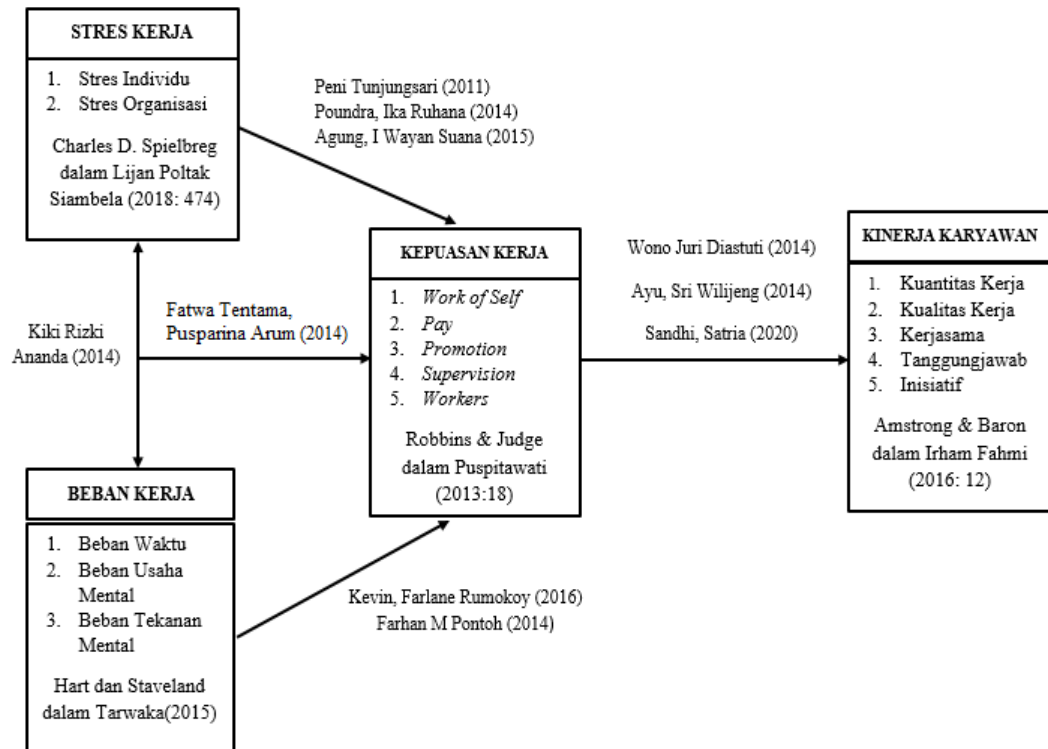 STRES KERJA
1. Stres Individu
2. Stres Organisasi
Charles D. Spielbreg
dalam Lijan Poltak
Siambela (2018: 474)
Peni Tunjungsari (2011)
Poundra, Ika Ruhana (2014)
Agung, I Wayan Suana (2015)
Kiki Rizki
Ananda (2014)
Fatwa Tentama,
Pusparina Arum (2014)
KEPUASAN KERJA
1. Work of Self
2. Pay
3. Promotion
4. Supervision
5. Workers
Robbins & Judge
dalam Puspitawati
(2013:18)
Wono Juri Diastuti (2014)
Ayu, Sri Wilijeng (2014)
Sandhi, Satria (2020)
KINERJA KARYAWAN
1. Kuantitas Kerja
2. Kualitas Kerja
3. Kerjasama
4. Tanggungjawab
5. Inisiatif
Amstrong & Baron
dalam Irham Fahmi
(2016: 12)
BEBAN KERJA
1. Beban Waktu
2. Beban Usaha
Mental
3. Beban Tekanan
Mental
Hart dan Staveland
dalam Tarwaka(2015)
Kevin, Farlane Rumokoy (2016)
Farhan M Pontoh (2014)